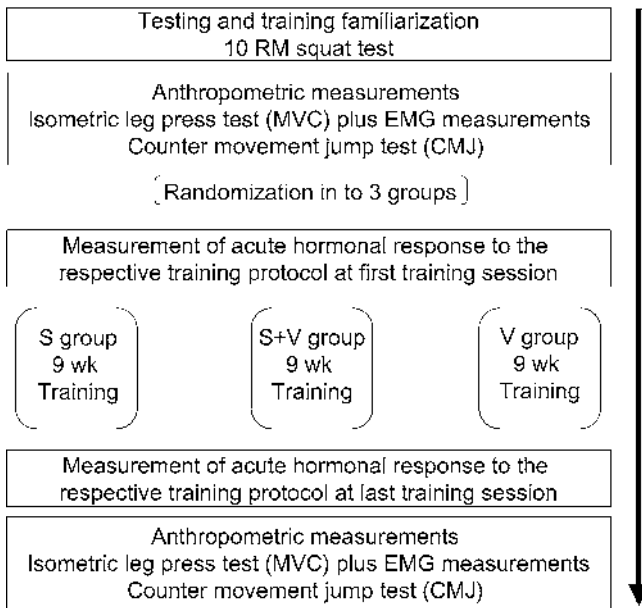 Testing and training familiarization
10 RM squat test
Anthropometric measurements
Isometric leg press test (MVC) plus EMG measurements
Counter movement jump test (CMJ)
Randomization in to 3 groups
Measurement of acute hormonal response to the
respective training protocol at first training session
S group
9 wk
Training
S+V group
9 wk
Training
V group
9 wk
Training
Measurement of acute hormonal response to the
respective training protocol at last training session
Anthropometric measurements
Isometric leg press test (MVC) plus EMG measurements
Counter movement jump test (CMJ)